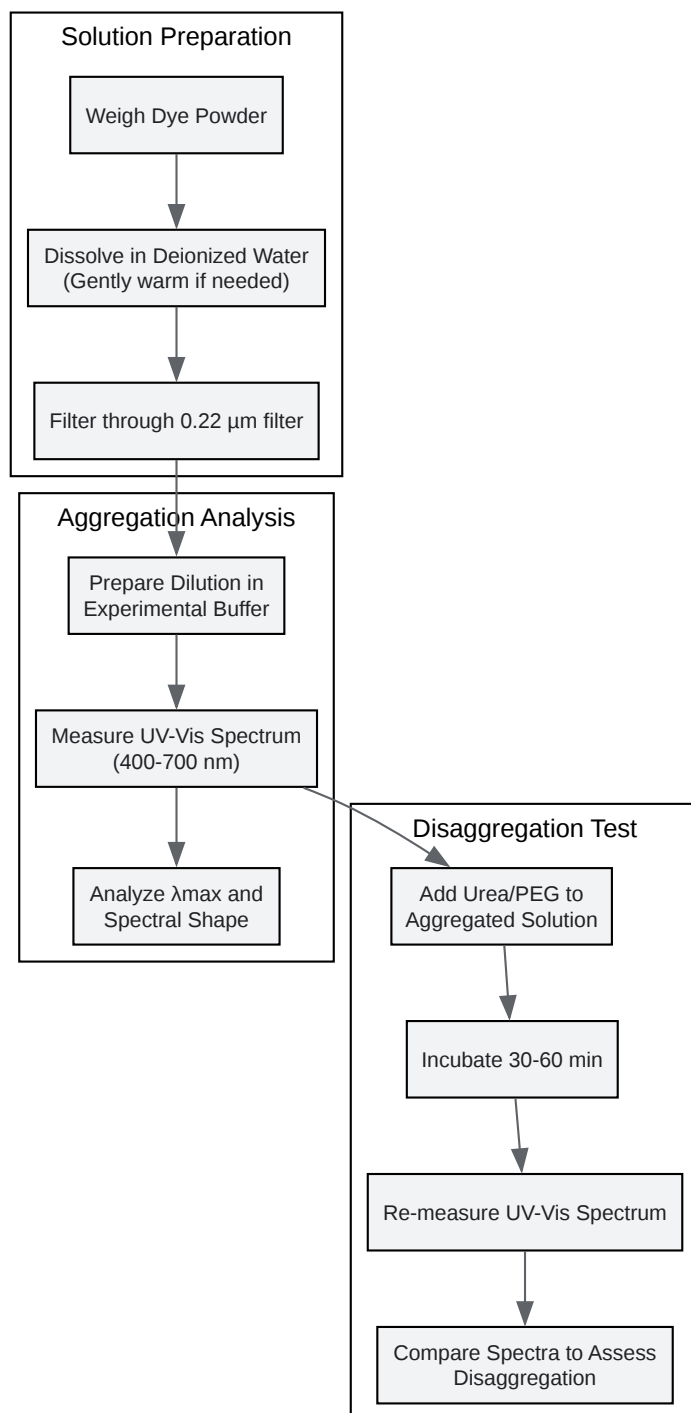 Solution Preparation
Weigh Dye Powder
Dissolve in Deionized Water
(Gently warm if needed)
Filter through 0.22 µm filter
Aggregation Analysis
Prepare Dilution in
Experimental Buffer
Measure UV-Vis Spectrum
(400-700 nm)
Analyze λmax and
Spectral Shape
Disaggregation Test
Add Urea/PEG to
Aggregated Solution
Incubate 30-60 min
Re-measure UV-Vis Spectrum
Compare Spectra to Assess
Disaggregation